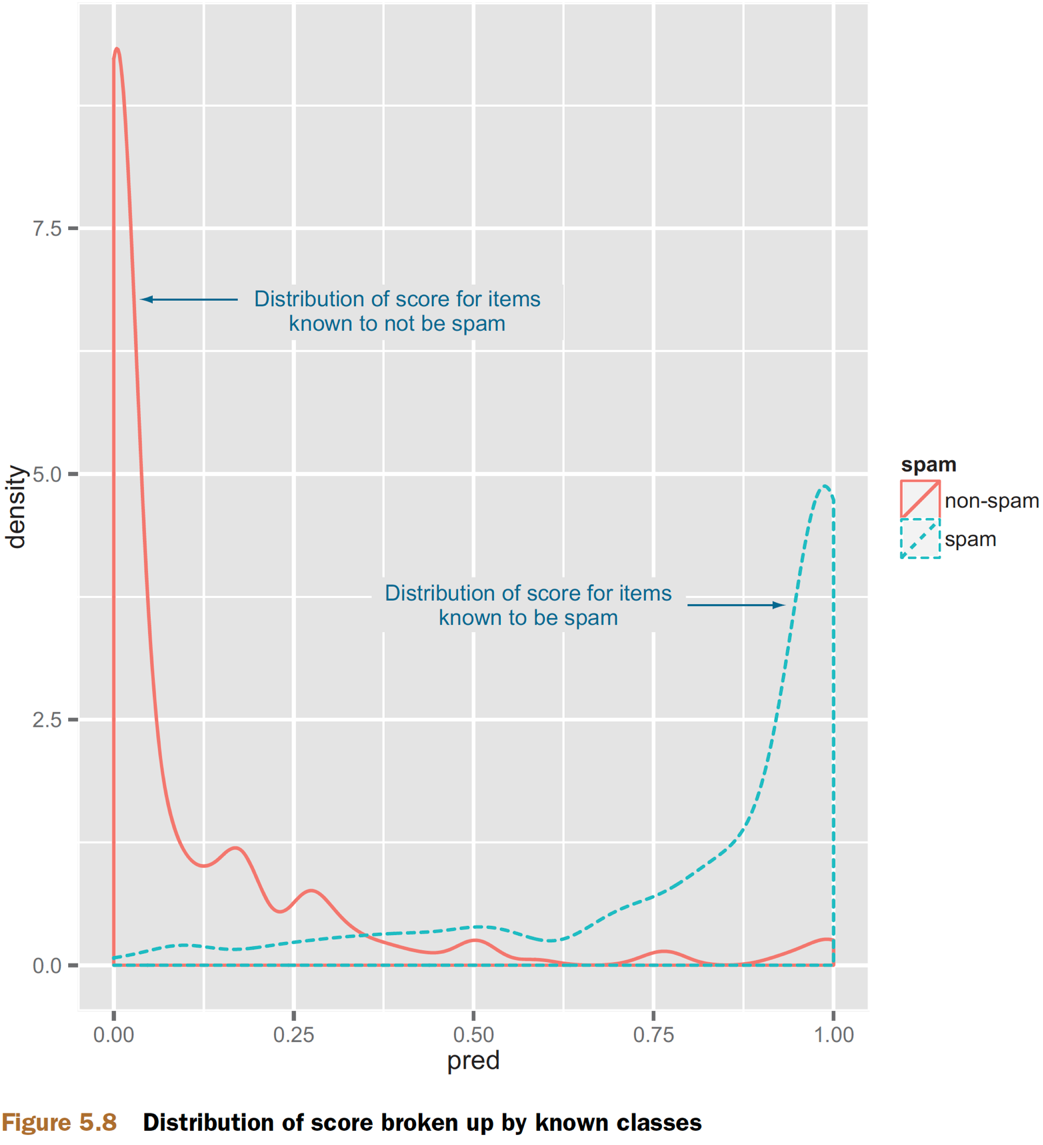 7.5
Distribution of score for items
known to not be spam
density
5.0
spam
non-spam
spam
Distribution of score for items
known to be spam
2.5
0.0
0.00 0.25 0.50 0.75 1.00
pred
Figure 5.8 Distribution of score broken up by known classes